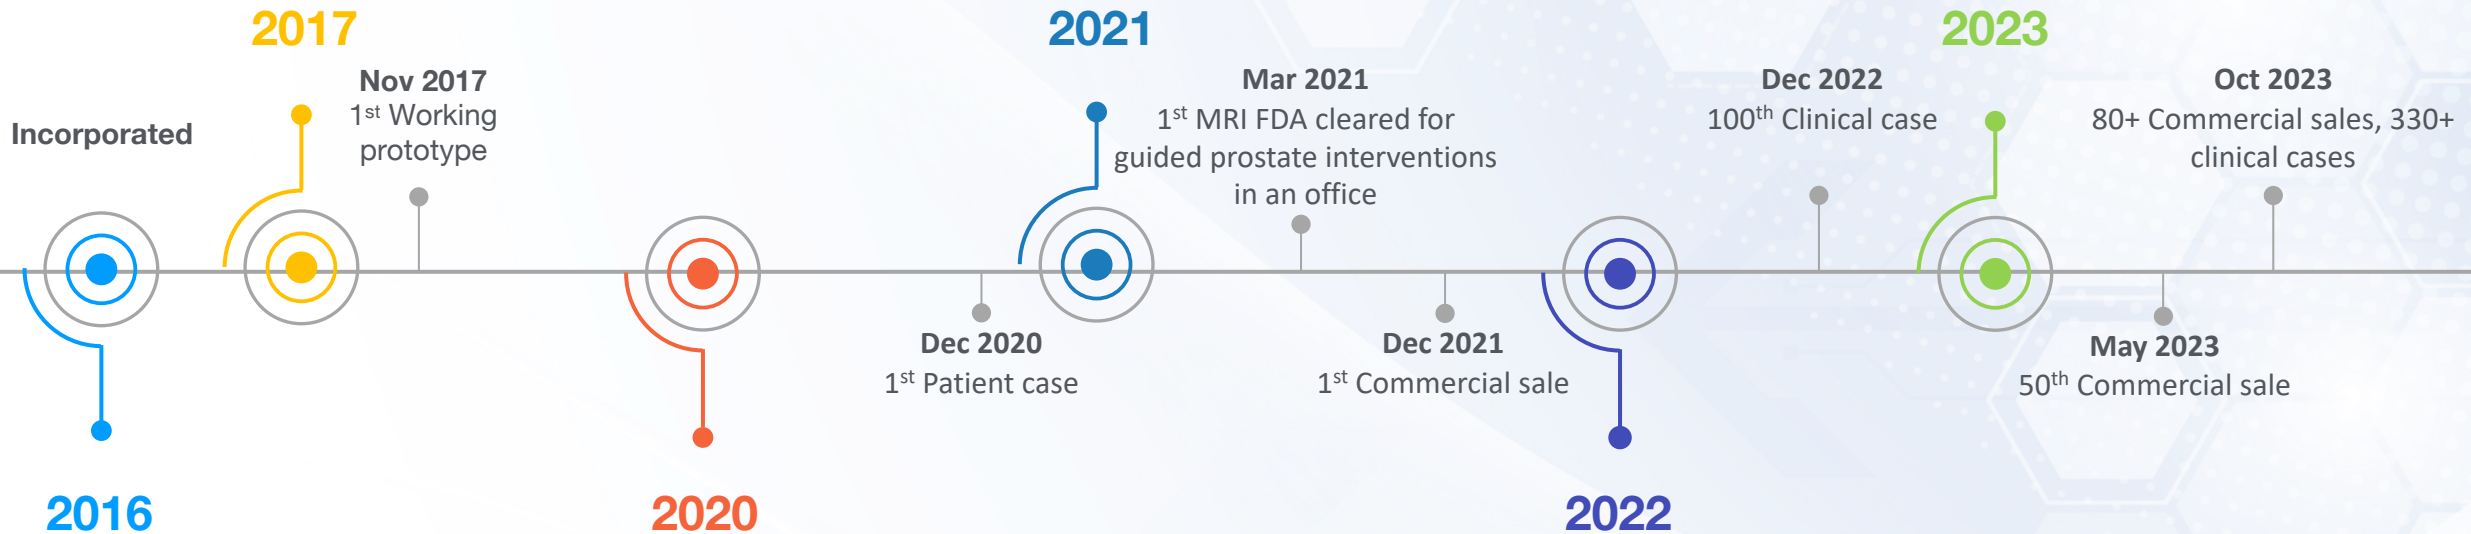 2017
2021
2023
Incorporated
Nov 2017
1st Working
prototype
Mar 2021
1st MRI FDA cleared for
guided prostate interventions
in an office
Dec 2022
100th Clinical case
Oct 2023
80+ Commercial sales, 330+
clinical cases
Dec 2020
1st Patient case
Dec 2021
1st Commercial sale
May 2023
50th Commercial sale
2016
2020
2022